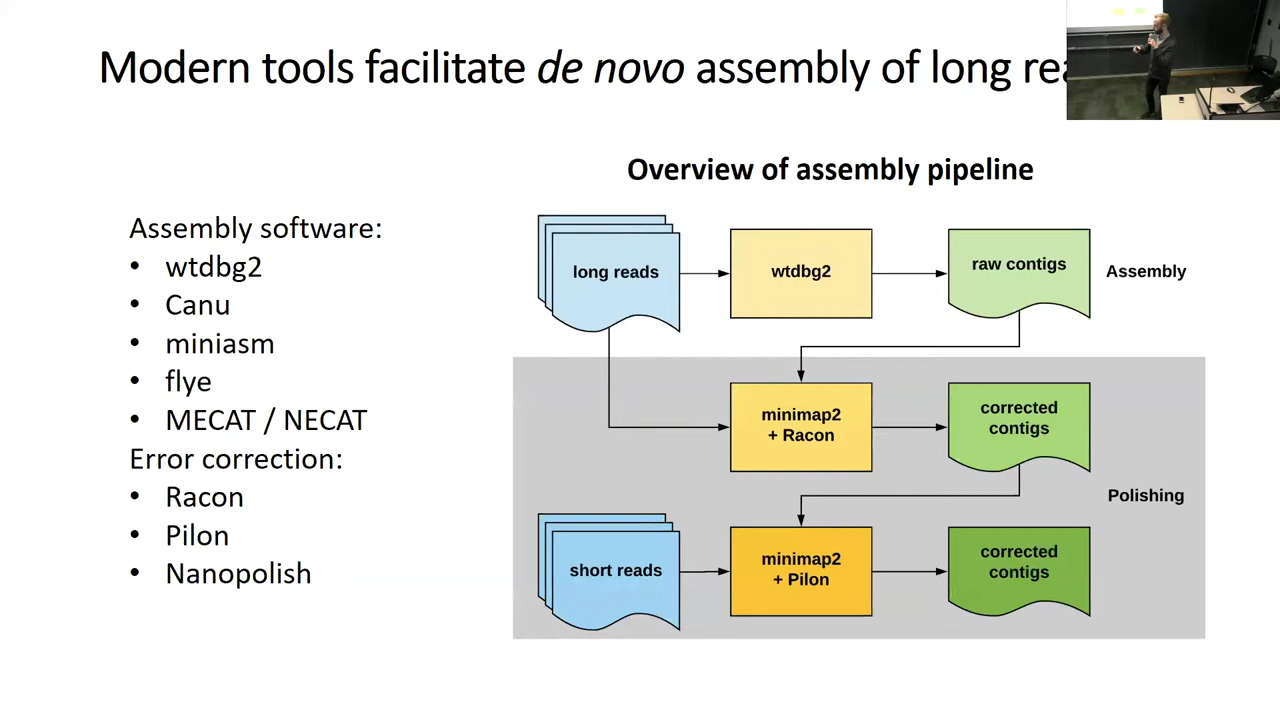 Modern tools facilitate de novo assembly of long
Overview of assembly pipeline
Assembly software:
• wtdbg2
• Canu
• miniasm
• flye
• MECAT / NECAT
Error correction:
• Racon
• Pilon
• Nanopolish
long reads
wtdbg2
raw contigs
Assembly
minimap2
+ Racon
corrected
contigs
Polishing
short reads
minimap2
+ Pilon
corrected
contigs